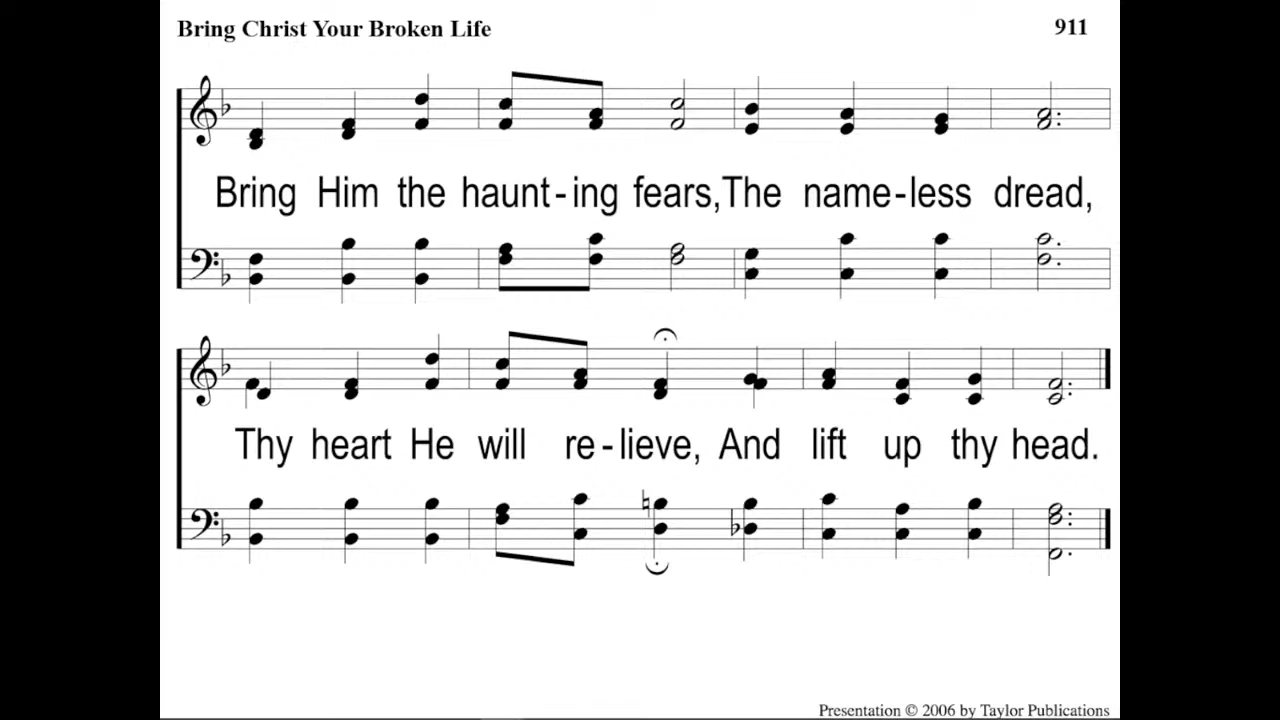 Bring Christ Your Broken Life 911
Bring Him the haunt-ing fears,The name-less dread,
Thy heart He will re-lieve, And lift up thy head.
Presentation © 2006 by Taylor Publications